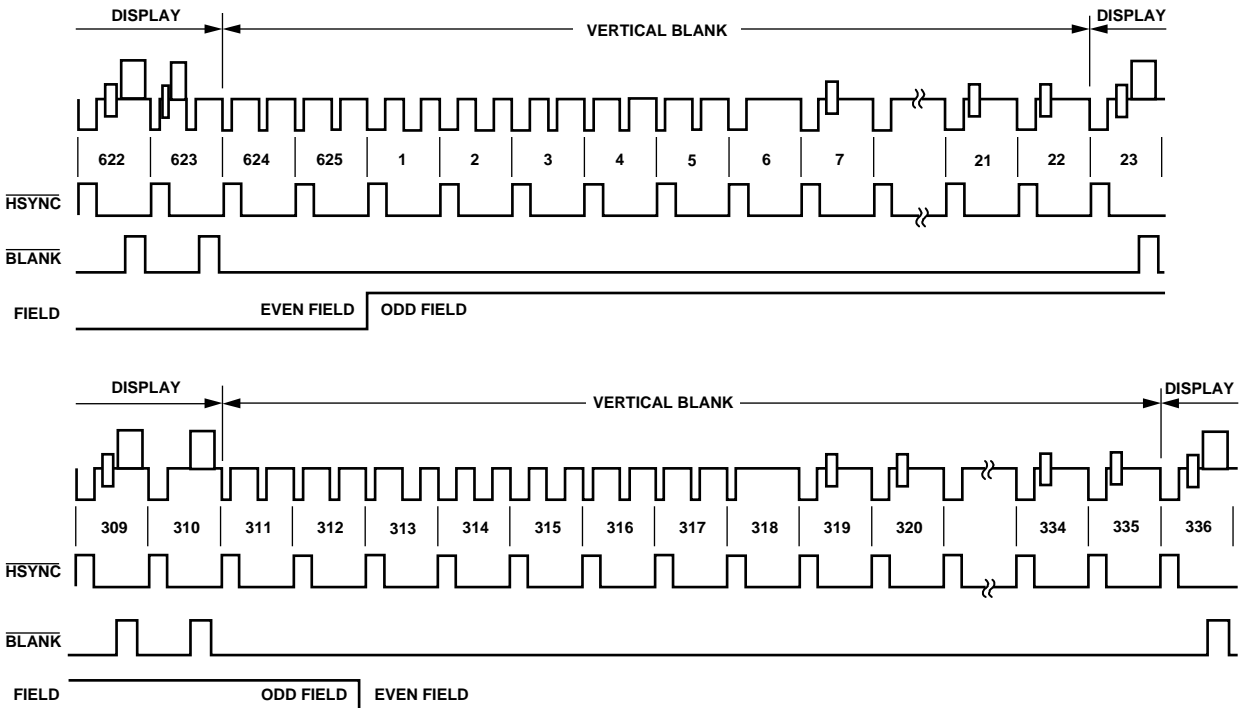 DISPLAY VERTICAL BLANK DISPLAY
622 623 624 625 1 2 3 4 5 6 7 21 22 23
HSYNC
BLANK
FIELD EVEN FIELD ODD FIELD
DISPLAY VERTICAL BLANK DISPLAY
309 310 311 312 313 314 315 316 317 318 319 320 334 335 336
HSYNC
BLANK
FIELD ODD FIELD EVEN FIELD